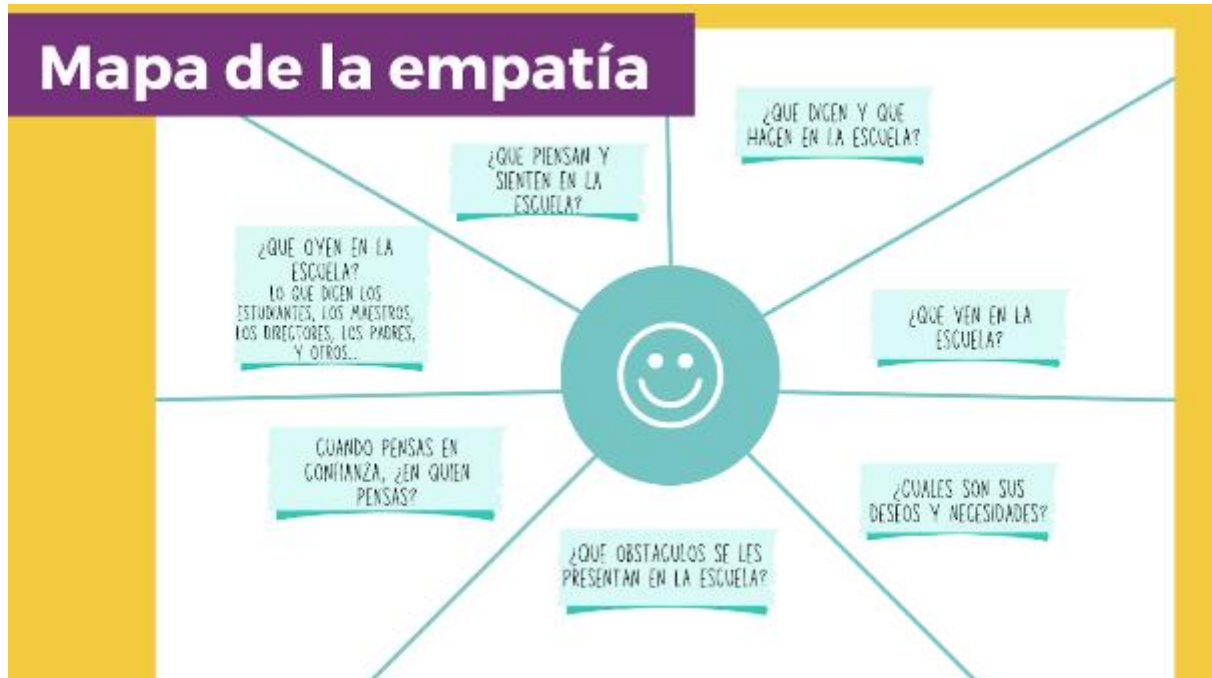 Mapa de la empatía
¿QUE PIENSAN Y
SIENTEN EN LA
ESCUELA?
¿QUE DICEN Y QUE
HACEN EN LA ESCUELA?
¿QUE OYEN EN LA
ESCUELA?
LO QUE DICEN LOS
ESTUDIANTES, LOS MAESTROS,
LOS DIRECTORES, LOS PADRES,
Y OTROS...
¿QUE VEN EN LA
ESCUELA?
CUANDO PENSAS EN
CONFIANZA, ¿EN QUIEN
PENSAS?
¿CUALES SON SUS
DESEOS Y NECESIDADES?
¿QUE OBSTACULOS SE LES
PRESENTAN EN LA ESCUELA?